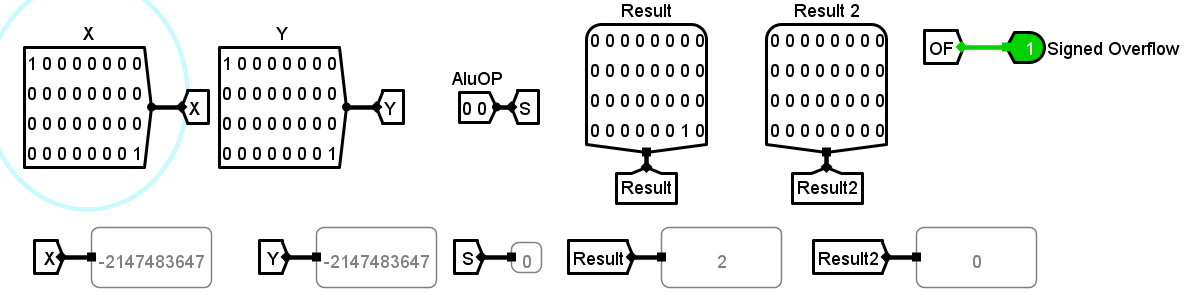 X
Y
AluOP
Result
Result 2
1 0 0 0 0 0 0 0
0 0 0 0 0 0 0 0
0 0 0 0 0 0 0 0
0 0 0 0 0 0 0 1
X
1 0 0 0 0 0 0 0
0 0 0 0 0 0 0 0
0 0 0 0 0 0 0 0
0 0 0 0 0 0 0 1
Y
0 0
S
0 0 0 0 0 0 0 0
0 0 0 0 0 0 0 0
0 0 0 0 0 0 0 0
0 0 0 0 0 0 1 0
Result
0 0 0 0 0 0 0 0
0 0 0 0 0 0 0 0
0 0 0 0 0 0 0 0
0 0 0 0 0 0 0 0
Result2
OF
1
Signed Overflow
X
-2147483647
Y
-2147483647
S
0
Result
2
Result2
0